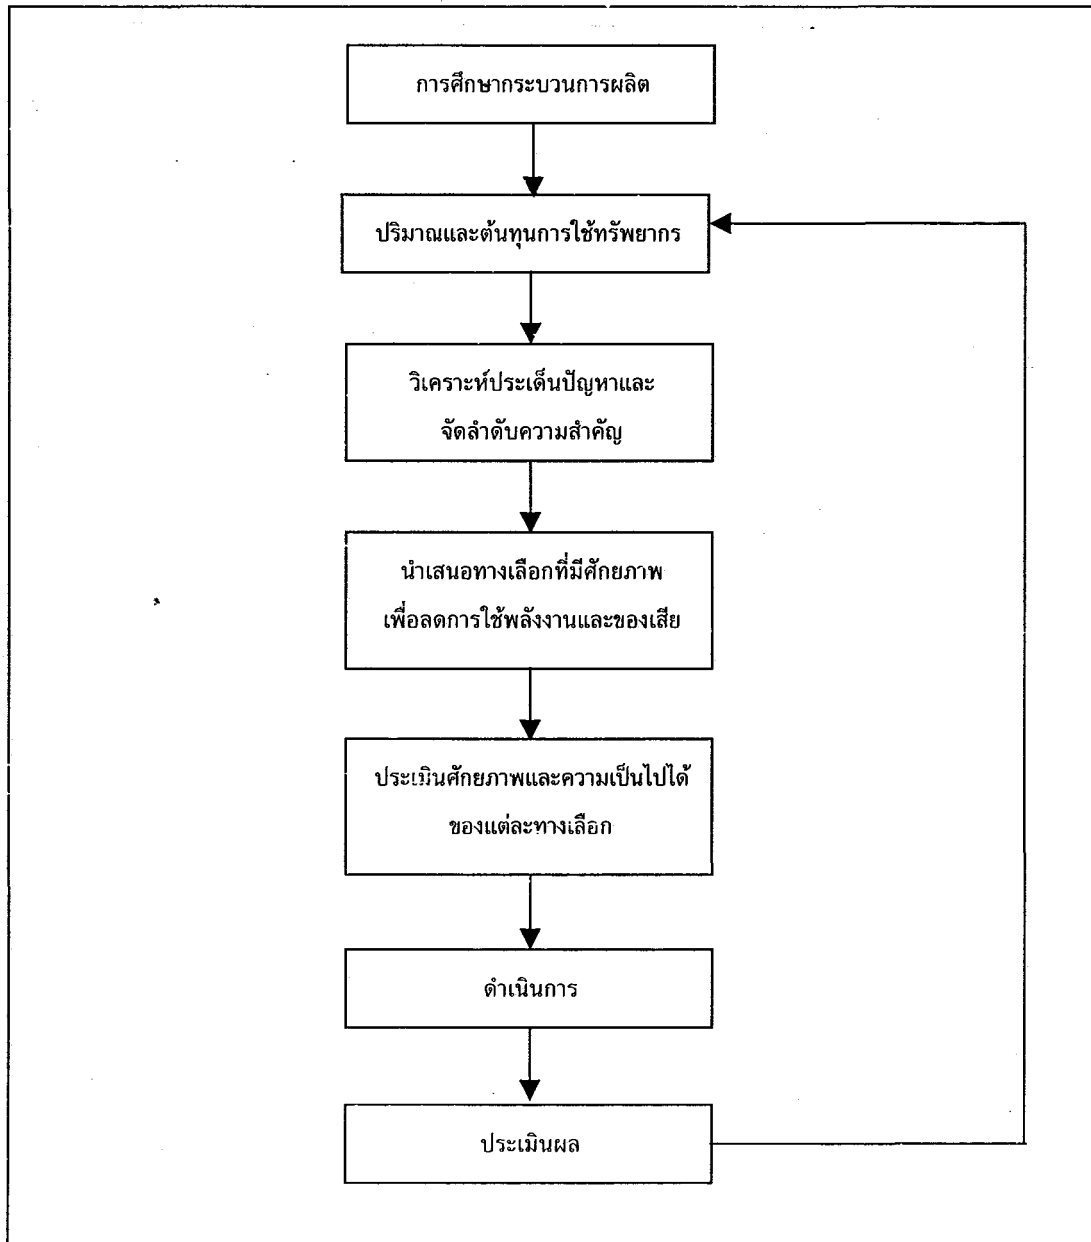 การศึกษากระบวนการผลิต
ปริมาณและต้นทุนการใช้ทรัพยากร
วิเคราะห์ประเด็นปัญหาและ
จัดลำดับความสำคัญ
นำเสนอทางเลือกที่มีศักยภาพ
เพื่อลดการใช้พลังงานและของเสีย
ประเมินศักยภาพและความเป็นไปได้
ของแต่ละทางเลือก
ดำเนินการ
ประเมินผล